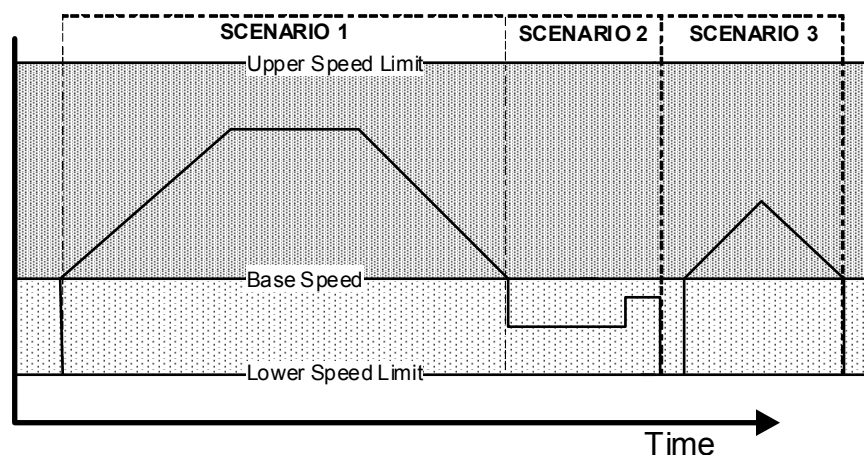 SCENARIO 1
SCENARIO 2
SCENARIO 3
Upper Speed Limit
Base Speed
Lower Speed Limit
Time